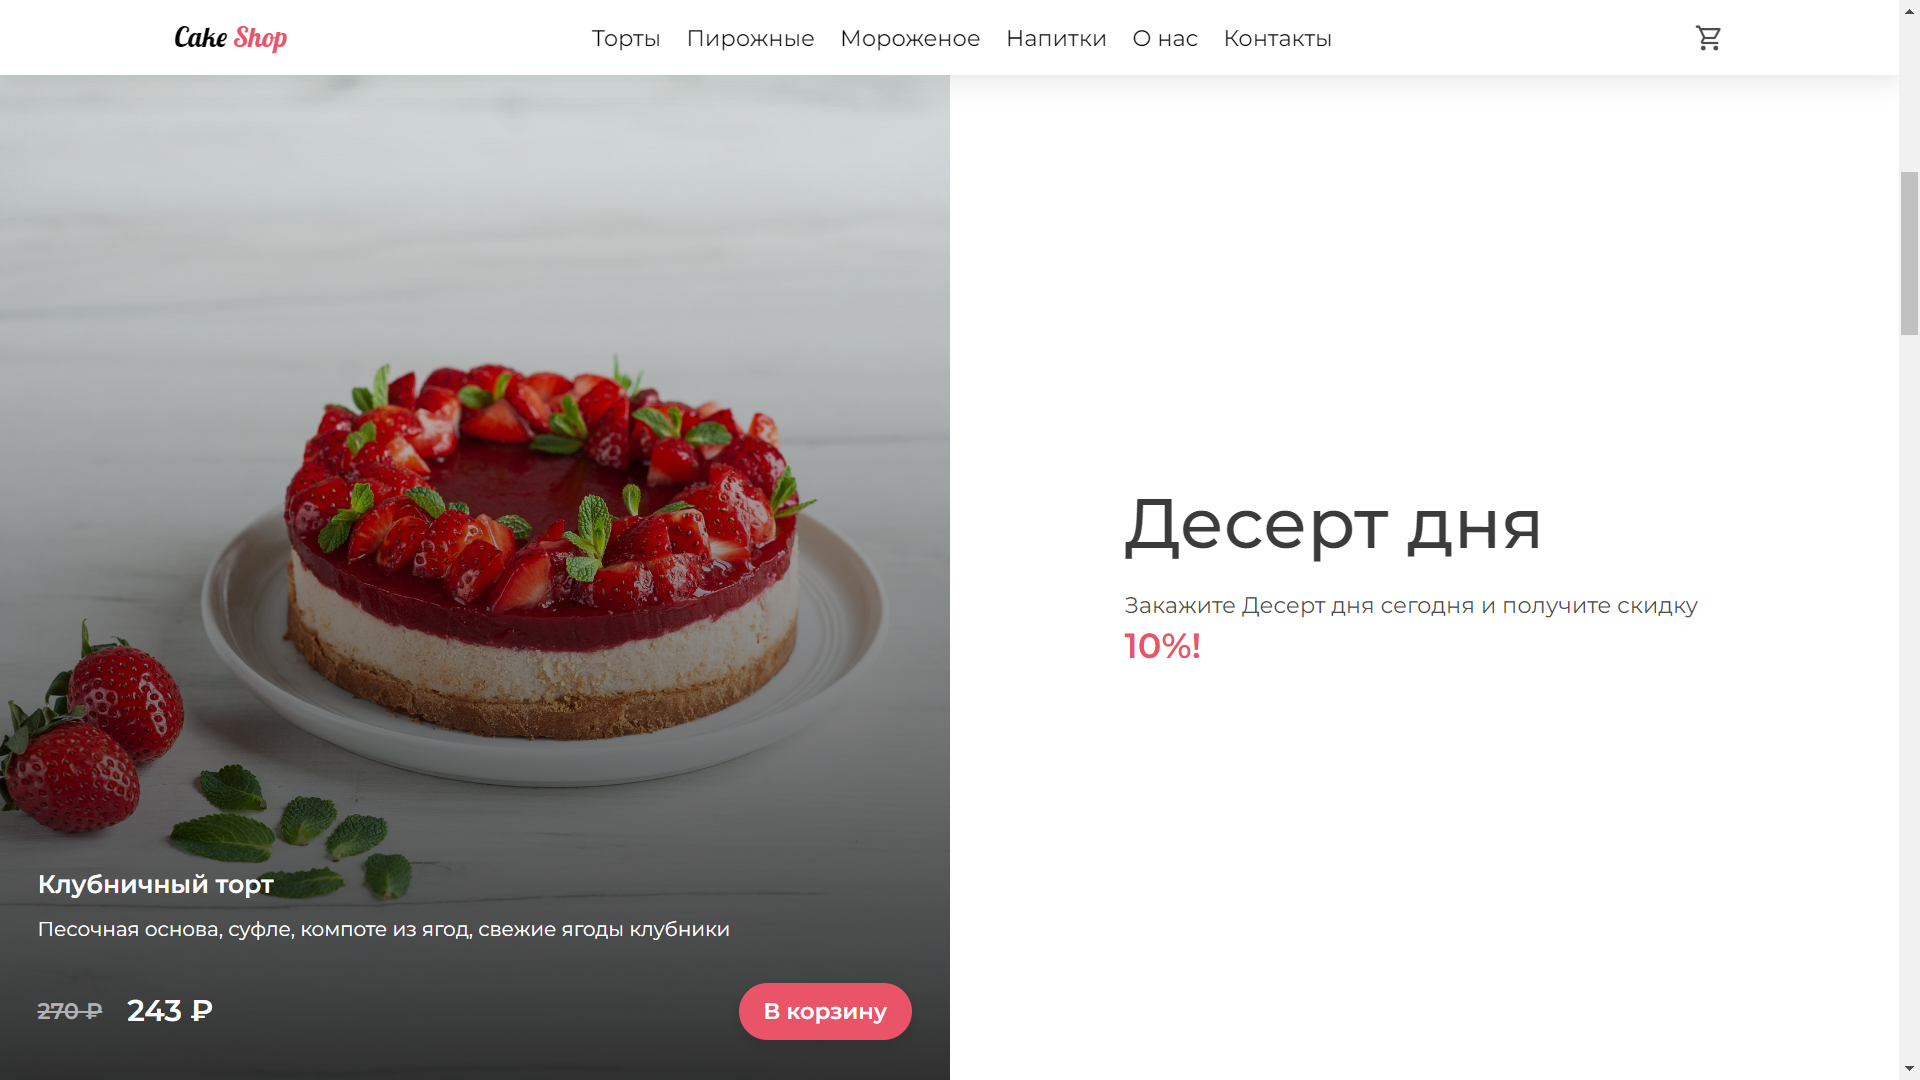 Cake Shop
Торты Пирожные Мороженое Напитки О нас Контакты
Клубничный торт
Песочная основа, суфле, компоте из ягод, свежие ягоды клубники
270 ₽ 243 ₽
В корзину
Десерт дня
Закажите Десерт дня сегодня и получите скидку
10%!